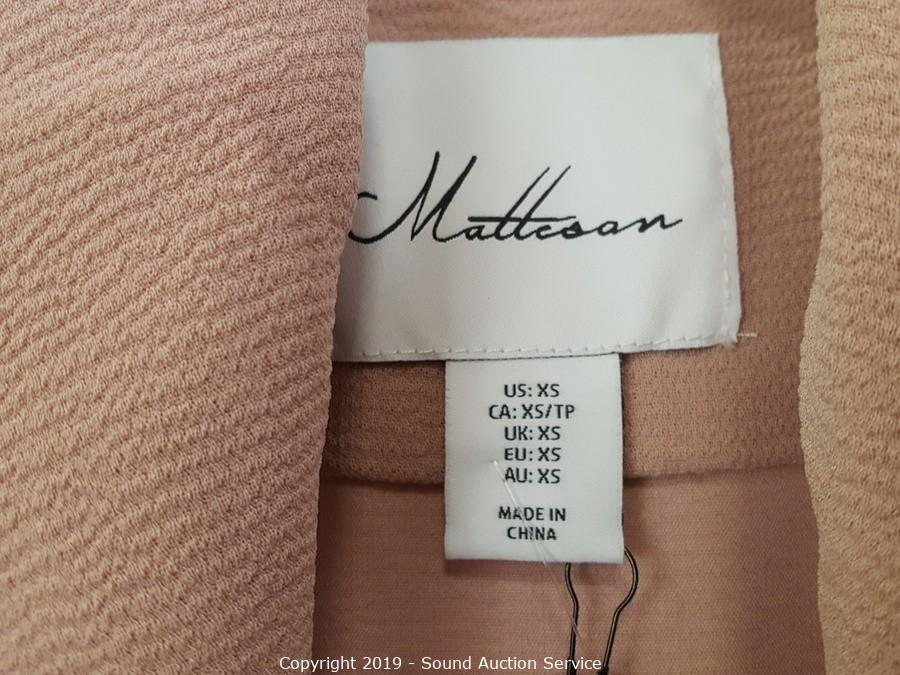 Mattesan
US: XS
CA: XS/TP
UK: XS
EU: XS
AU: XS
MADE IN
CHINA
Copyright 2019 - Sound Auction Service